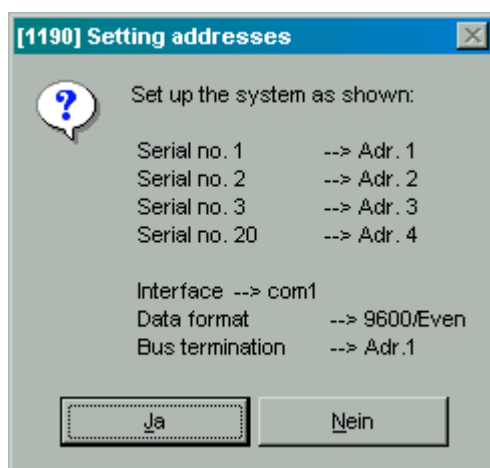 [1190] Setting addresses
?
Set up the system as shown:
Serial no. 1 --> Adr. 1
Serial no. 2 --> Adr. 2
Serial no. 3 --> Adr. 3
Serial no. 20 --> Adr. 4
Interface --> com1
Data format --> 9600/Even
Bus termination --> Adr.1
Ja Nein